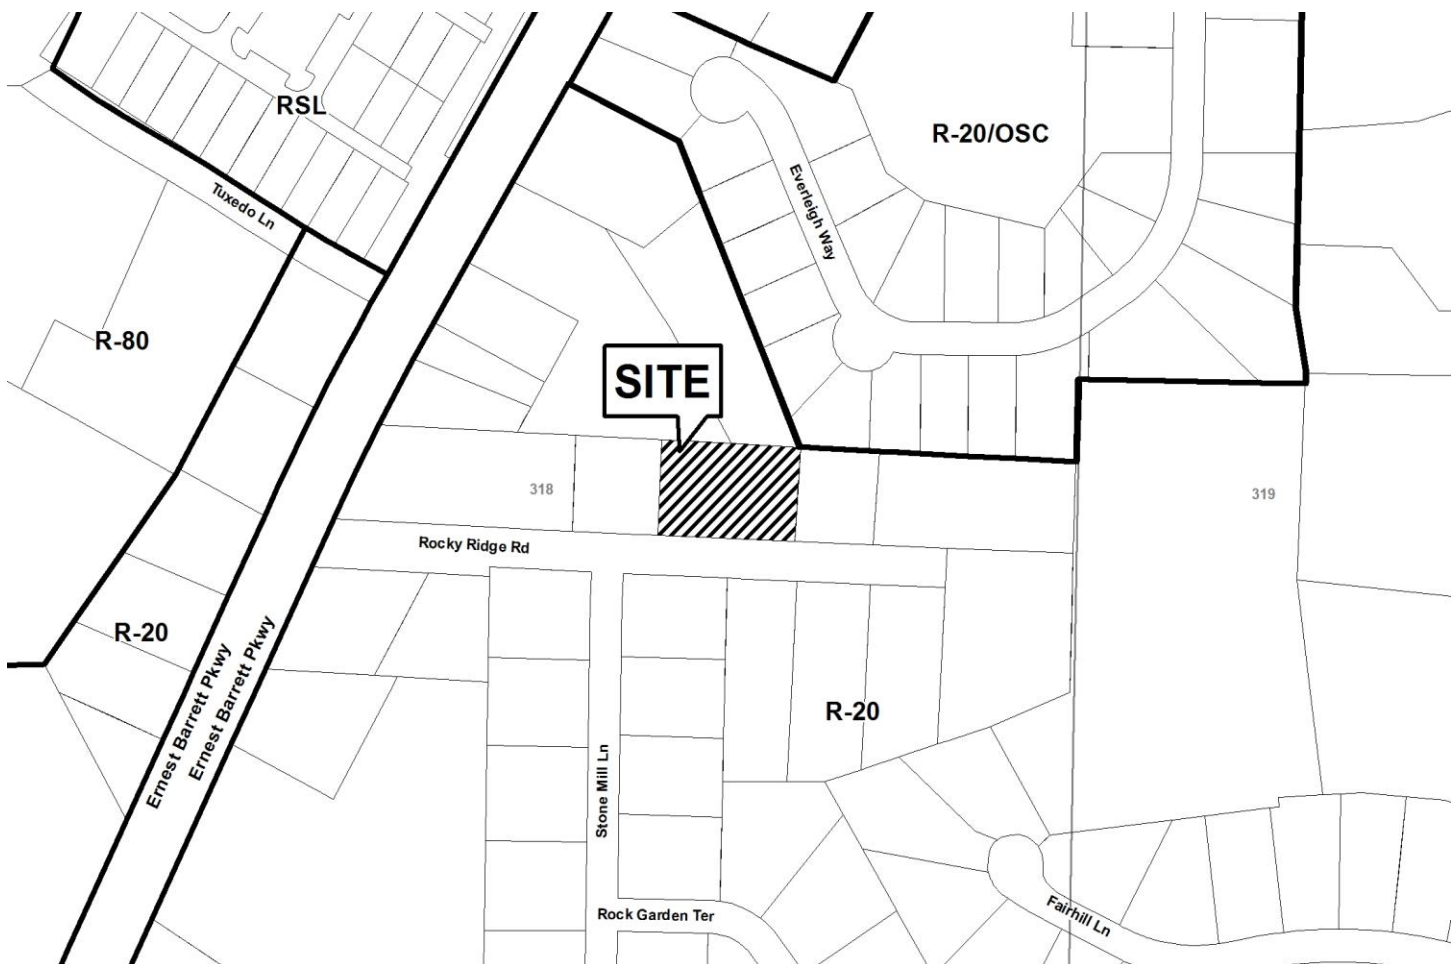 RSL
R-20/OSC
Tuxedo Ln
Everleigh Way
R-80
SITE
318
319
Rocky Ridge Rd
R-20
Ernest Barrett Pkwy
Ernest Barrett Pkwy
R-20
Stone Mill Ln
Rock Garden Ter
Fairhill Ln